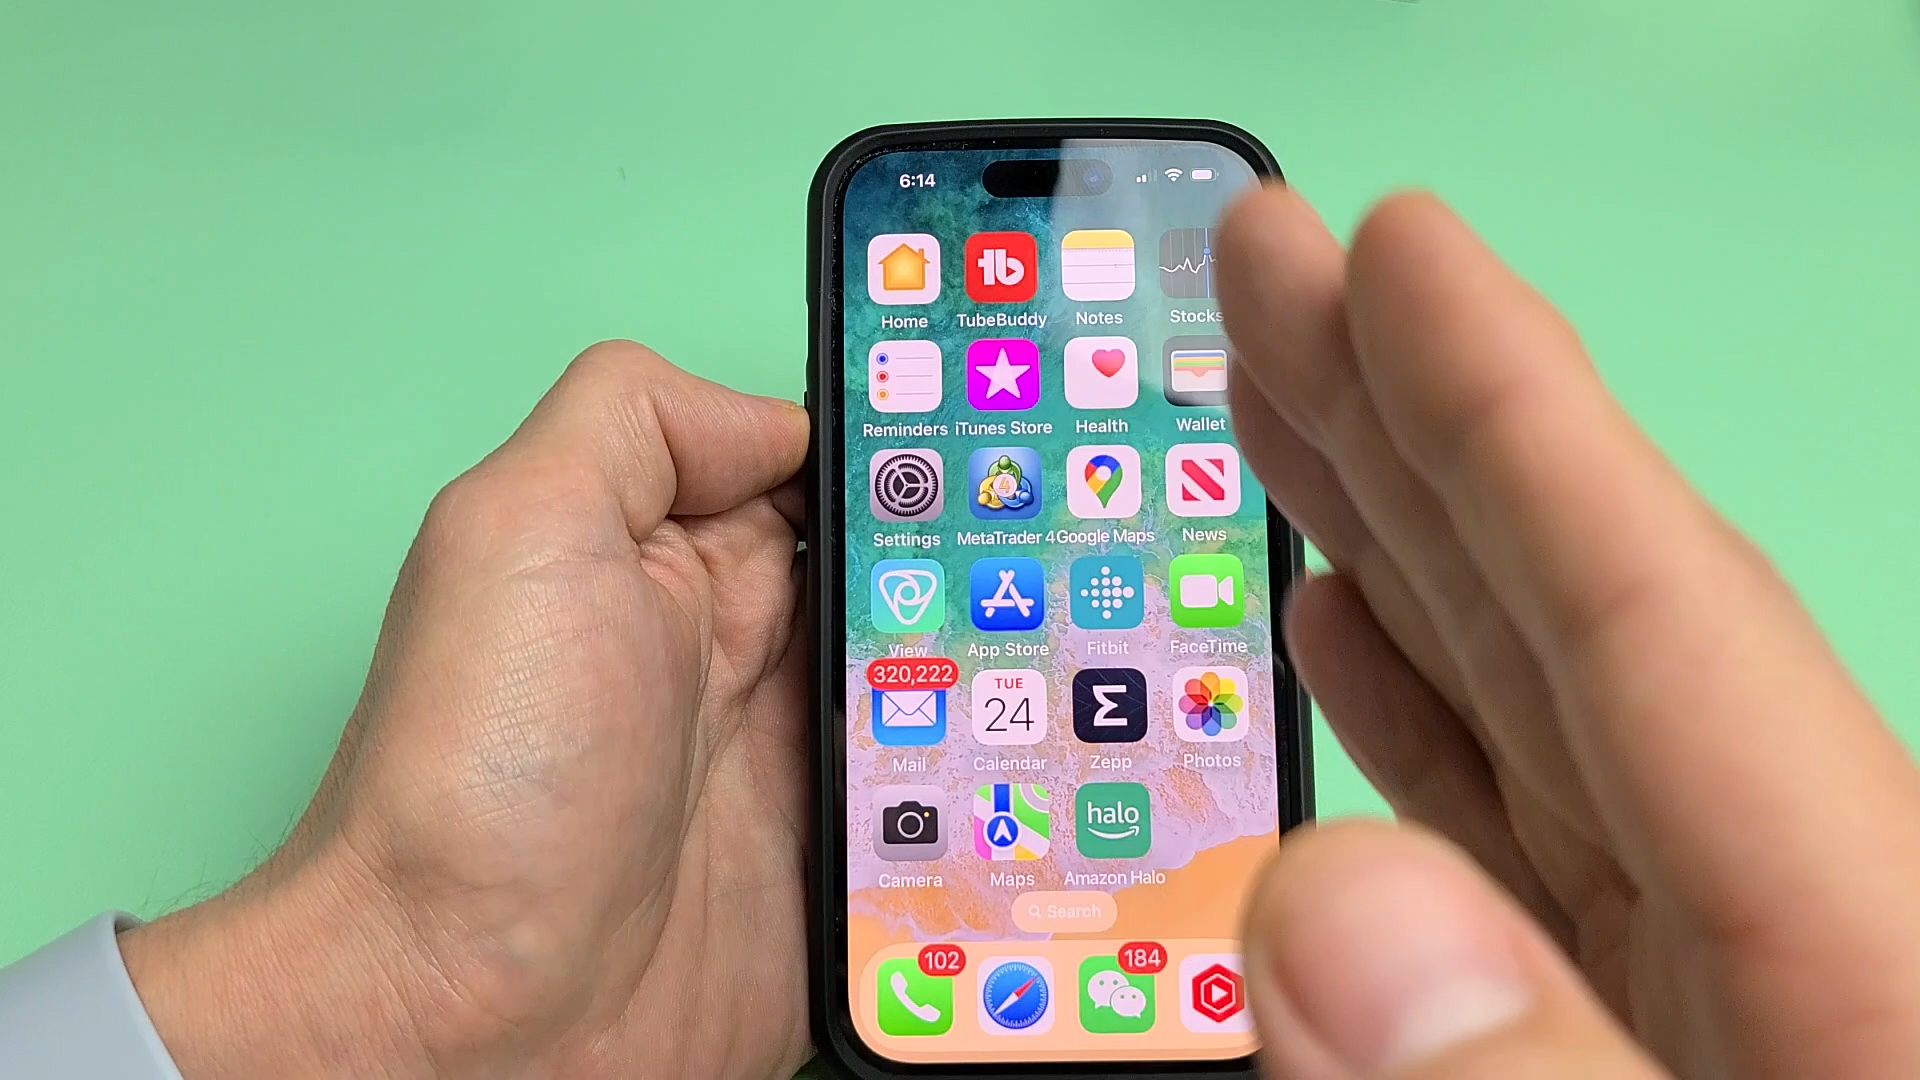 6:14
Home TubeBuddy Notes Stocks
Reminders iTunes Store Health Wallet
4
Settings MetaTrader 4 Google Maps News
View App Store Fitbit FaceTime
320,222 TUE
24
Mail Calendar Zepp Photos
halo
Camera Maps Amazon Halo
Search
102 184